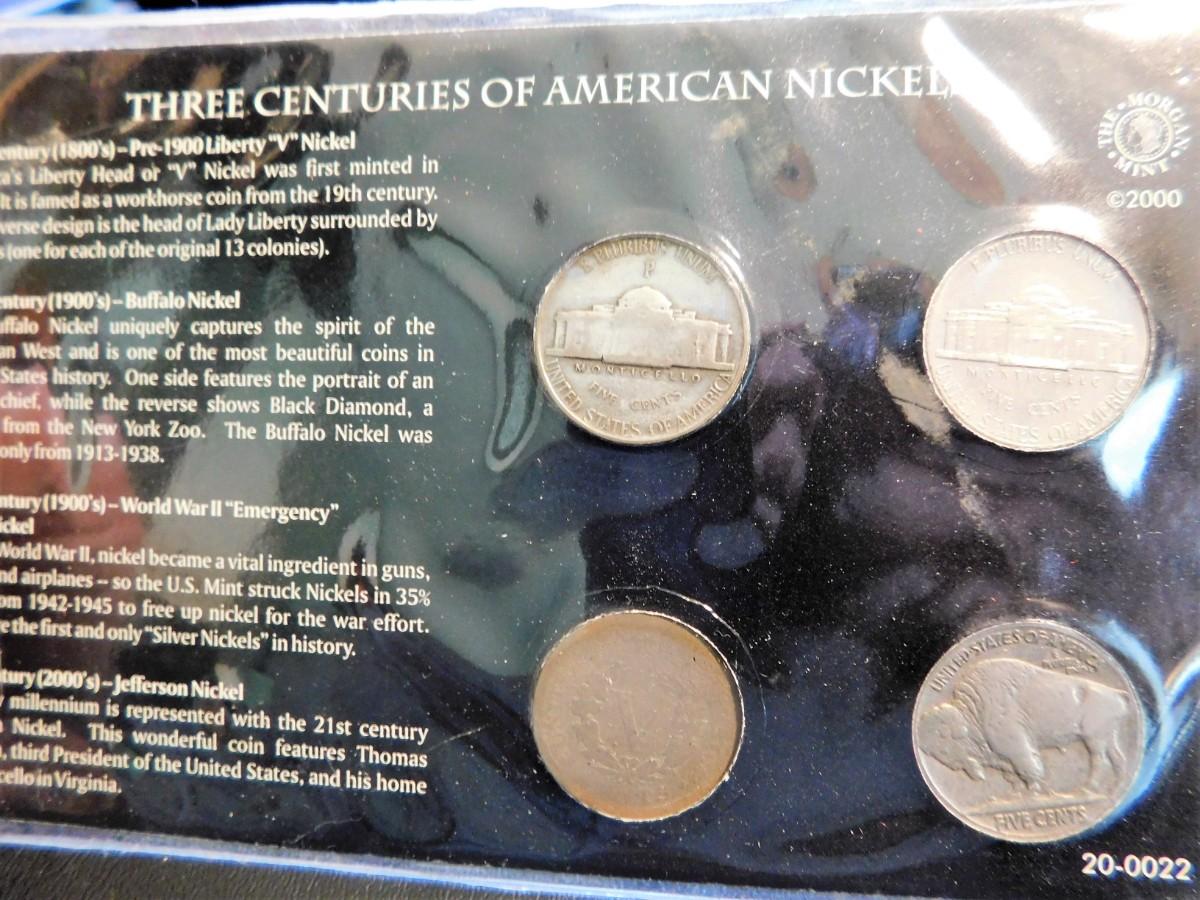 THREE CENTURIES OF AMERICAN NICKEL
entury (1800's) – Pre-1900 Liberty "V" Nickel
a's Liberty Head or "V" Nickel was first minted in
It is famed as a workhorse coin from the 19th century.
verse design is the head of Lady Liberty surrounded by
s (one for each of the original 13 colonies).
entury (1900's) – Buffalo Nickel
uffalo Nickel uniquely captures the spirit of the
an West and is one of the most beautiful coins in
States history. One side features the portrait of an
chief, while the reverse shows Black Diamond, a
from the New York Zoo. The Buffalo Nickel was
only from 1913-1938.
ntury (1900's) – World War II "Emergency"
ickel
World War II, nickel became a vital ingredient in guns,
nd airplanes – so the U.S. Mint struck Nickels in 35%
om 1942-1945 to free up nickel for the war effort.
re the first and only "Silver Nickels" in history.
tury (2000's) – Jefferson Nickel
millennium is represented with the 21st century
Nickel. This wonderful coin features Thomas
, third President of the United States, and his home
cello in Virginia.
THE MORGAN MINT
©2000
E PLURIBUS UNUM
P
MONTICELLO
FIVE CENTS
UNITED STATES OF AMERICA
E PLURIBUS UNUM
MONTICELLO
FIVE CENTS
STATES OF AMERICA
V
UNITED STATES OF AMERICA
FIVE CENTS
20-0022